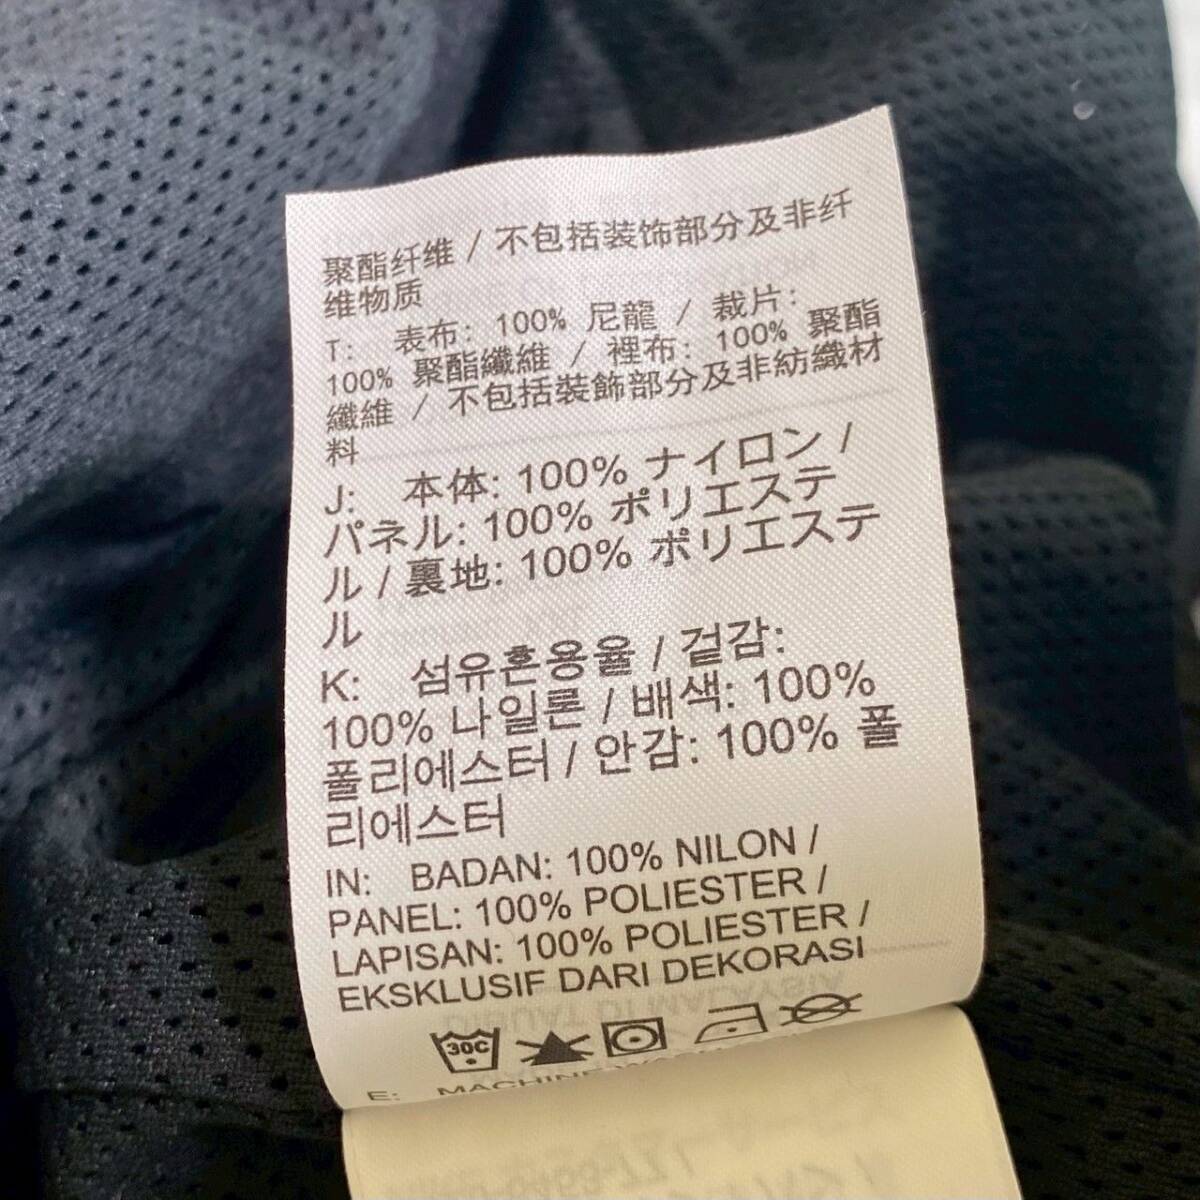 聚酯纤维 / 不包括装饰部分及非纤
维物质
T: 表布: 100% 尼龍 / 裁片:
100% 聚酯纖維 / 裡布: 100% 聚酯
纖維 / 不包括裝飾部分及非紡織材
料
J: 本体: 100% ナイロン /
パネル: 100% ポリエステ
ル / 裏地: 100% ポリエステ
ル
K: 섬유혼용율 / 겉감:
100% 나일론 / 배색: 100%
폴리에스터 / 안감: 100% 폴
리에스터
IN: BADAN: 100% NILON /
PANEL: 100% POLIESTER /
LAPISAN: 100% POLIESTER /
EKSKLUSIF DARI DEKORASI
30C
E: MACHINE
DIBUAT DI MALAYSIA